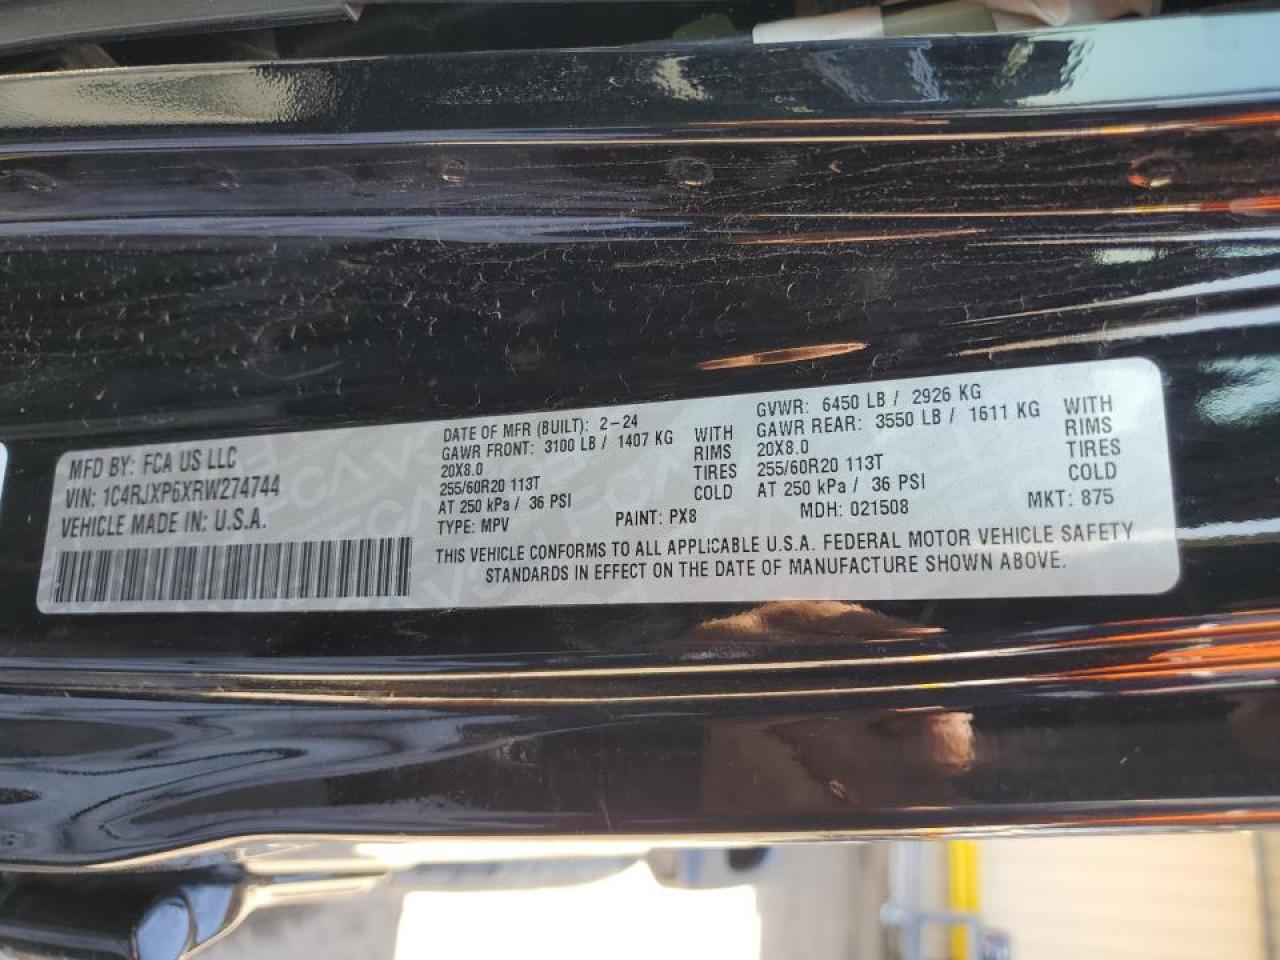 MFD BY: FCA US LLC
VIN: 1C4RJXP6XRW274744
VEHICLE MADE IN: U.S.A.
DATE OF MFR (BUILT): 2-24
GAWR FRONT: 3100 LB / 1407 KG WITH
20X8.0 RIMS
255/60R20 113T TIRES
AT 250 kPa / 36 PSI COLD
GVWR: 6450 LB / 2926 KG
GAWR REAR: 3550 LB / 1611 KG WITH
20X8.0 RIMS
255/60R20 113T TIRES
AT 250 kPa / 36 PSI COLD
TYPE: MPV PAINT: PX8 MDH: 021508 MKT: 875
THIS VEHICLE CONFORMS TO ALL APPLICABLE U.S.A. FEDERAL MOTOR VEHICLE SAFETY
STANDARDS IN EFFECT ON THE DATE OF MANUFACTURE SHOWN ABOVE.